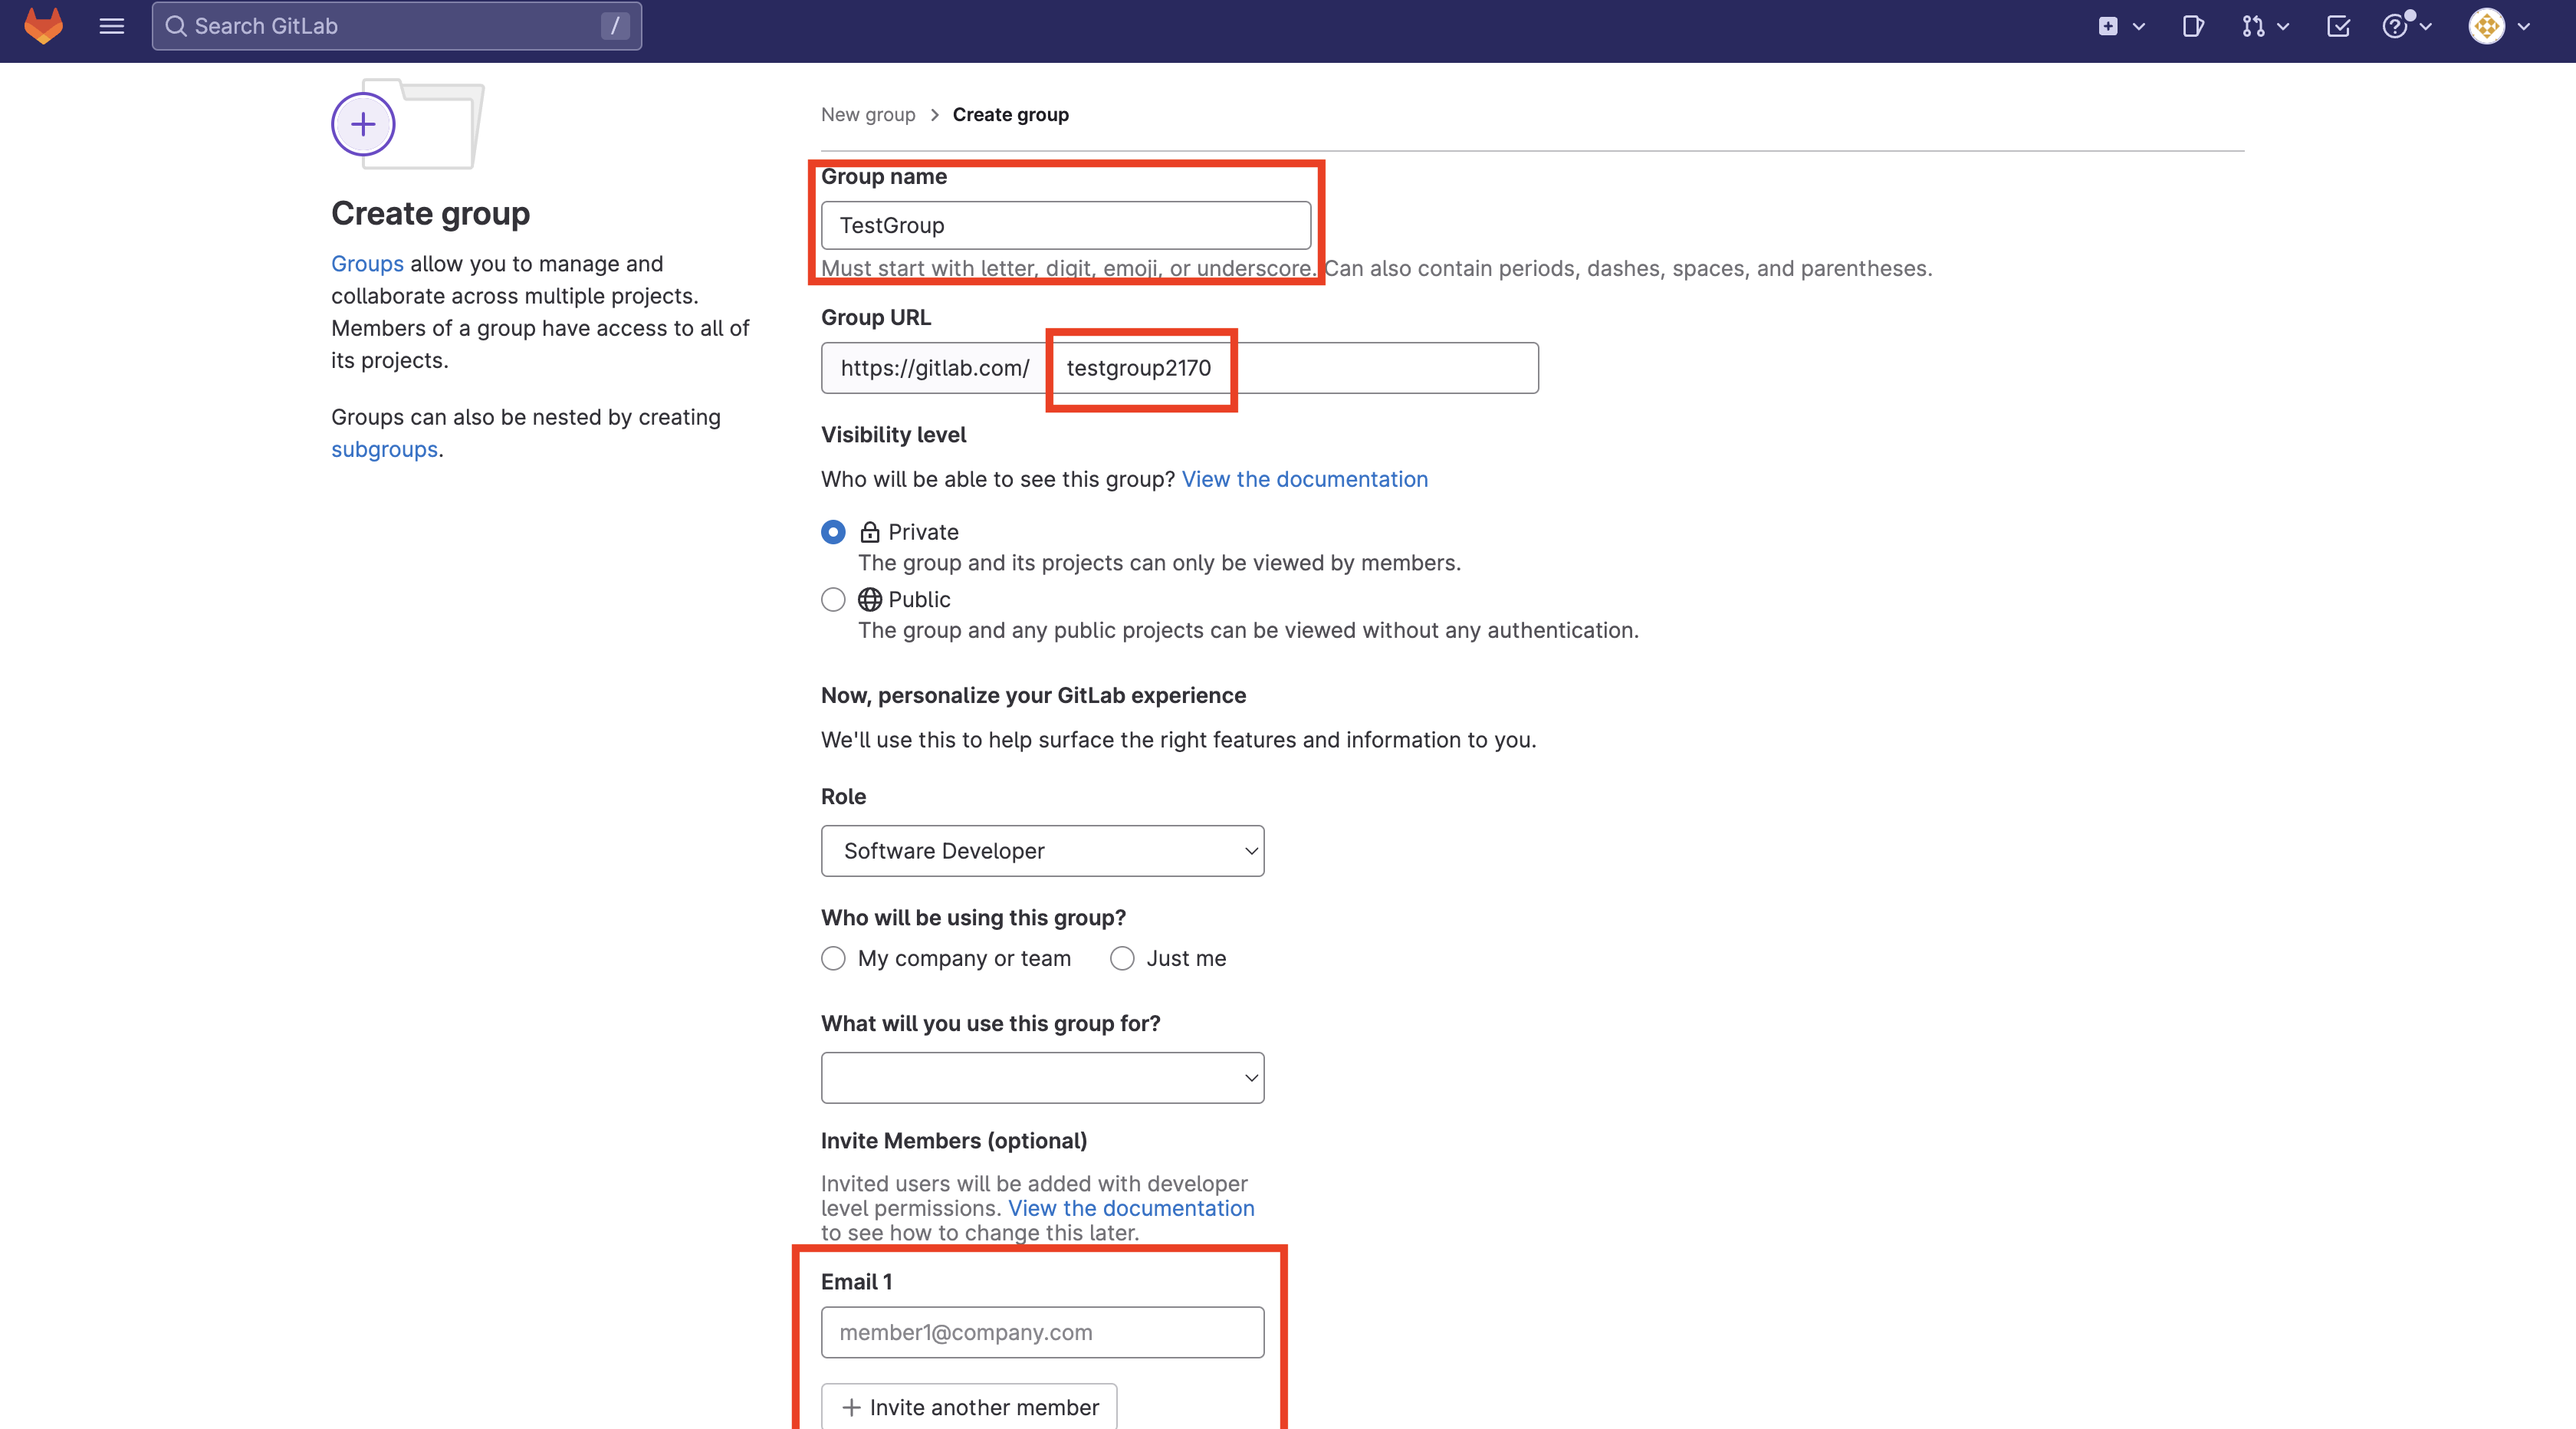 Search GitLab /
Create group
Groups allow you to manage and
collaborate across multiple projects.
Members of a group have access to all of
its projects.
Groups can also be nested by creating
subgroups.
New group > Create group
Group name
TestGroup
Must start with letter, digit, emoji, or underscore. Can also contain periods, dashes, spaces, and parentheses.
Group URL
https://gitlab.com/ testgroup2170
Visibility level
Who will be able to see this group? View the documentation
Private
The group and its projects can only be viewed by members.
Public
The group and any public projects can be viewed without any authentication.
Now, personalize your GitLab experience
We'll use this to help surface the right features and information to you.
Role
Software Developer
Who will be using this group?
My company or team Just me
What will you use this group for?
Invite Members (optional)
Invited users will be added with developer
level permissions. View the documentation
to see how to change this later.
Email 1
member1@company.com
+ Invite another member